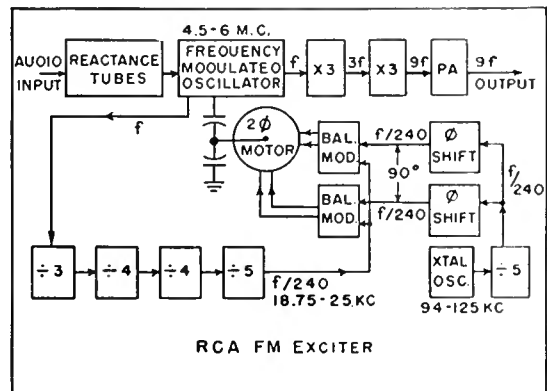 4.5-6 M.C.
AUDIO
INPUT
REACTANCE
TUBES
FREQUENCY
MODULATED
OSCILLATOR
f
X3
3f
X3
9f
PA
9f
OUTPUT
f
2Ø
MOTOR
BAL.
MOD.
f/240
Ø
SHIFT
90°
f/240
BAL.
MOD.
f/240
Ø
SHIFT
÷3
÷4
÷4
÷5
f/240
18.75-25 KC
XTAL
OSC.
÷5
94-125 KC
RCA FM EXCITER